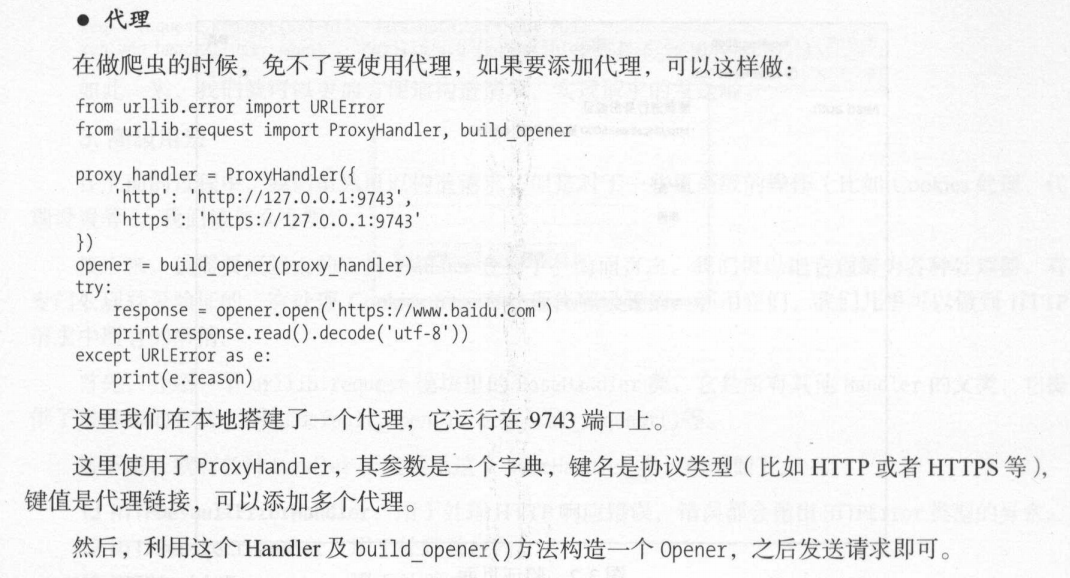 ● 代理
在做爬虫的时候，免不了要使用代理，如果要添加代理，可以这样做：
from urllib.error import URLError
from urllib.request import ProxyHandler, build_opener
proxy_handler = ProxyHandler({
    'http': 'http://127.0.0.1:9743',
    'https': 'https://127.0.0.1:9743'
})
opener = build_opener(proxy_handler)
try:
    response = opener.open('https://www.baidu.com')
    print(response.read().decode('utf-8'))
except URLError as e:
    print(e.reason)
这里我们在本地搭建了一个代理，它运行在 9743 端口上。
这里使用了 ProxyHandler，其参数是一个字典，键名是协议类型（比如 HTTP 或者 HTTPS 等），
键值是代理链接，可以添加多个代理。
然后，利用这个 Handler 及 build_opener()方法构造一个 Opener，之后发送请求即可。